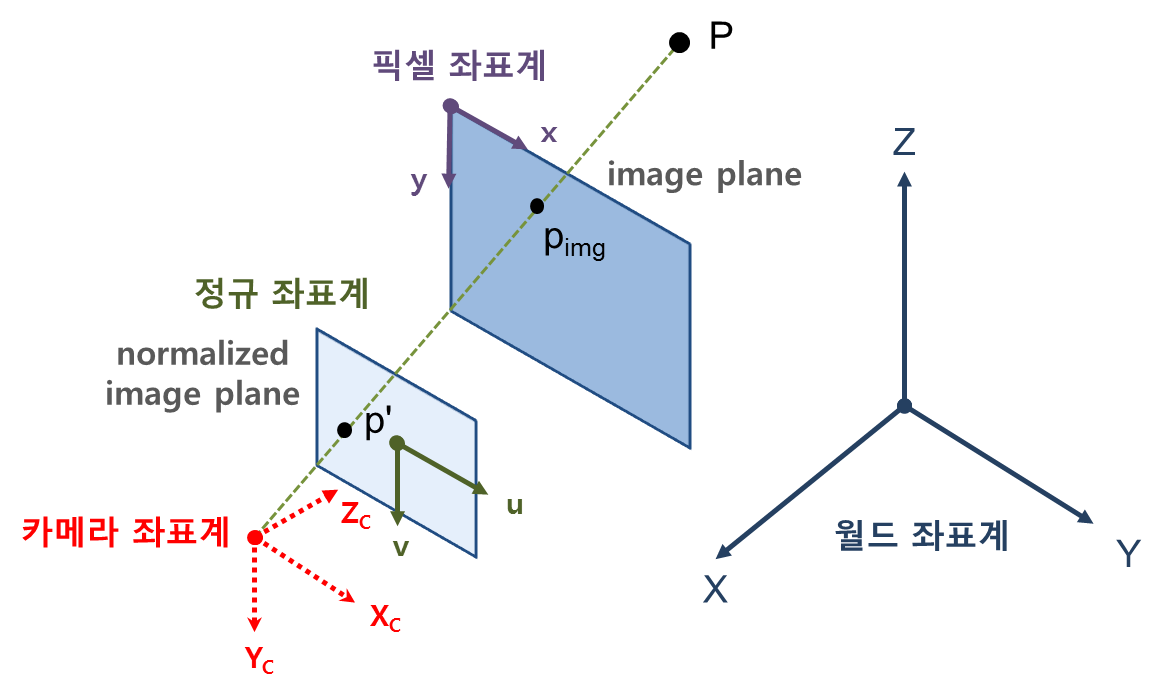 P
픽셀 좌표계
x
y
image plane
p_img
Z
정규 좌표계
normalized
image plane
p'
u
v
카메라 좌표계
Z_C
X_C
Y_C
월드 좌표계
X
Y